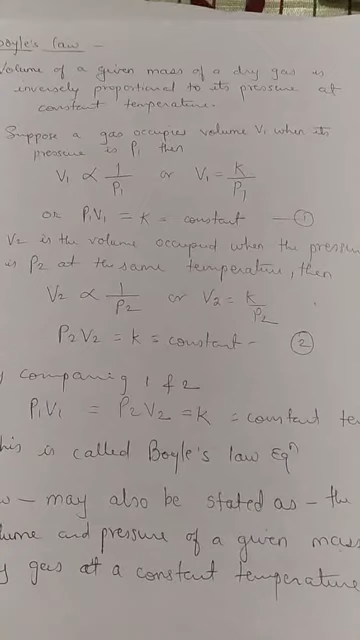 Boyle's law –
Volume of a given mass of a dry gas is
inversely proportional to its pressure at
constant temperature.
Suppose a gas occupies volume V₁ when its
pressure is P₁ then
V₁ ∝ 1/P₁ or V₁ = K/P₁
or P₁V₁ = K = constant — ①
V₂ is the volume occupied when the pressure
is P₂ at the same temperature, then
V₂ ∝ 1/P₂ or V₂ = K/P₂
P₂V₂ = K = constant – ②
comparing 1 & 2
P₁V₁ = P₂V₂ = K = constant te
his is called Boyle's law Eqⁿ
w – may also be stated as – the
lume and pressure of a given mass
y gas at a constant temperature